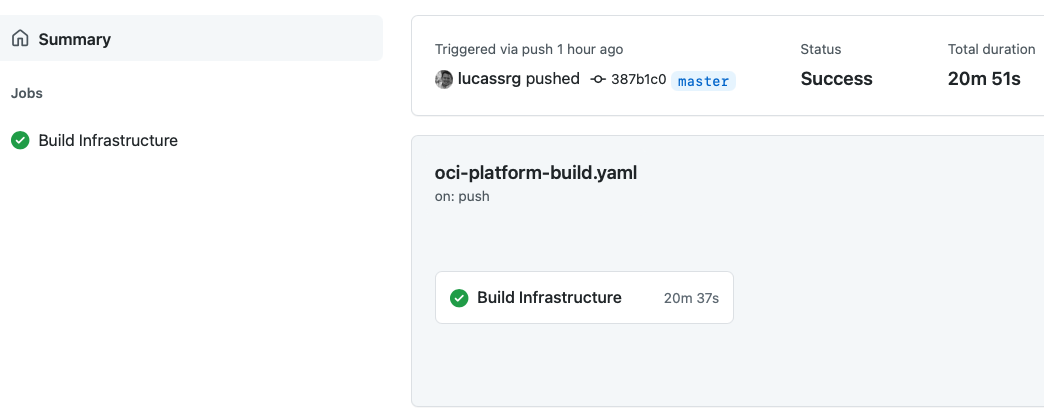 Summary
Jobs
Build Infrastructure
Triggered via push 1 hour ago
lucassrg pushed 387b1c0 master
Status
Success
Total duration
20m 51s
oci-platform-build.yaml
on: push
Build Infrastructure 20m 37s